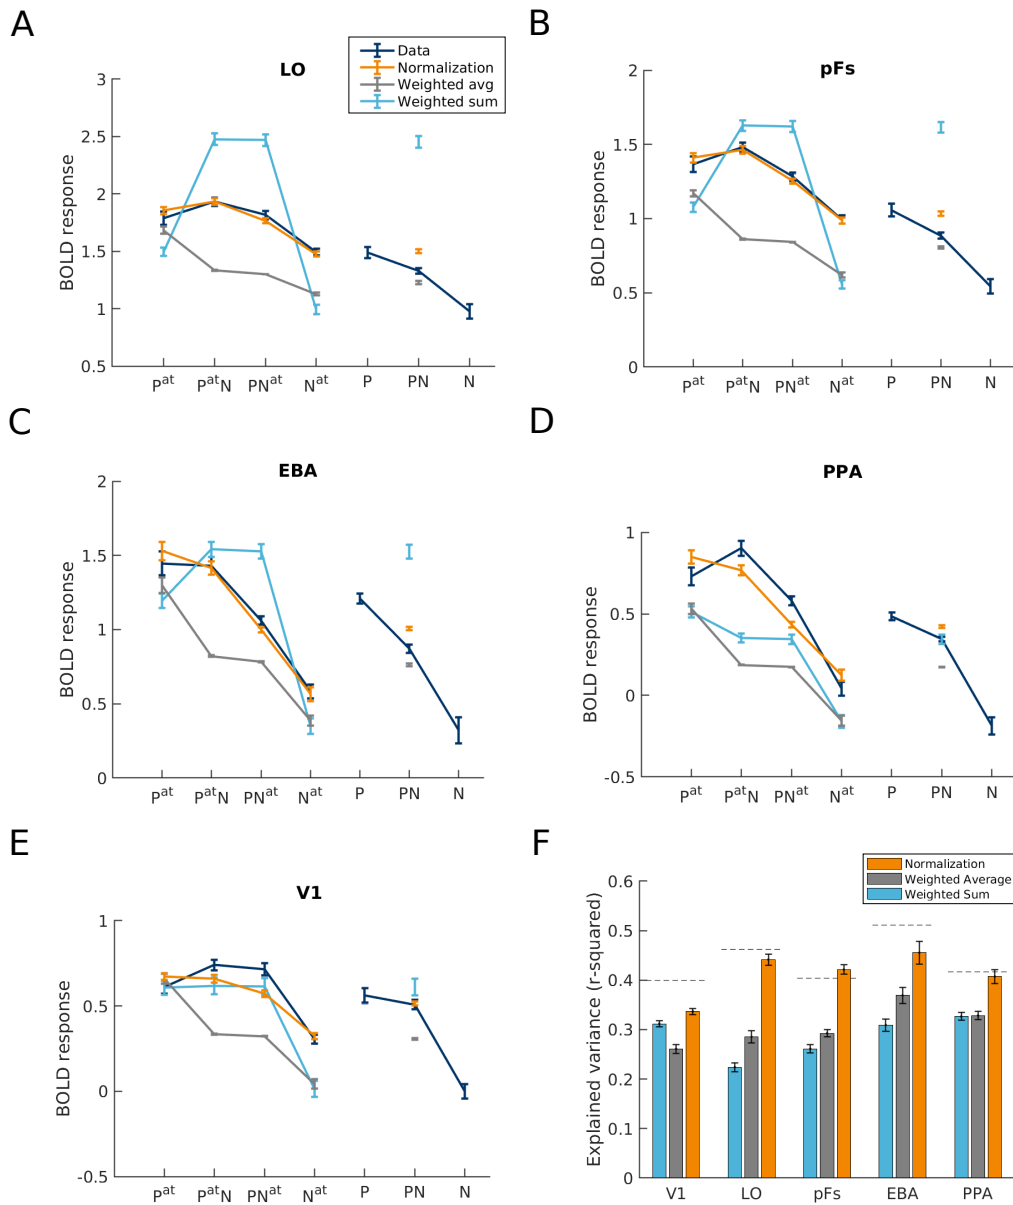 A
LO
Data
Normalization
Weighted avg
Weighted sum
BOLD response
3
2.5
2
1.5
1
0.5
Pᵃᵗ PᵃᵗN PNᵃᵗ Nᵃᵗ P PN N
B
pFs
BOLD response
2
1.5
1
0.5
0
Pᵃᵗ PᵃᵗN PNᵃᵗ Nᵃᵗ P PN N
C
EBA
BOLD response
2
1.5
1
0.5
0
Pᵃᵗ PᵃᵗN PNᵃᵗ Nᵃᵗ P PN N
D
PPA
BOLD response
1
0.5
0
-0.5
Pᵃᵗ PᵃᵗN PNᵃᵗ Nᵃᵗ P PN N
E
V1
BOLD response
1
0.5
0
-0.5
Pᵃᵗ PᵃᵗN PNᵃᵗ Nᵃᵗ P PN N
F
Normalization
Weighted Average
Weighted Sum
Explained variance (r-squared)
0.6
0.5
0.4
0.3
0.2
0.1
0
V1 LO pFs EBA PPA